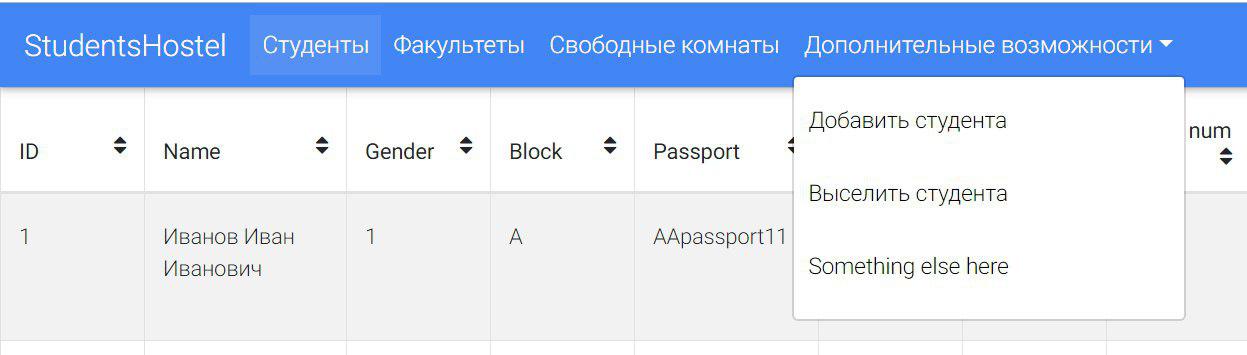 StudentsHostel Студенты Факультеты Свободные комнаты Дополнительные возможности
Добавить студента
Выселить студента
Something else here
ID Name Gender Block Passport num
1 Иванов Иван 1 A AApassport11
Иванович